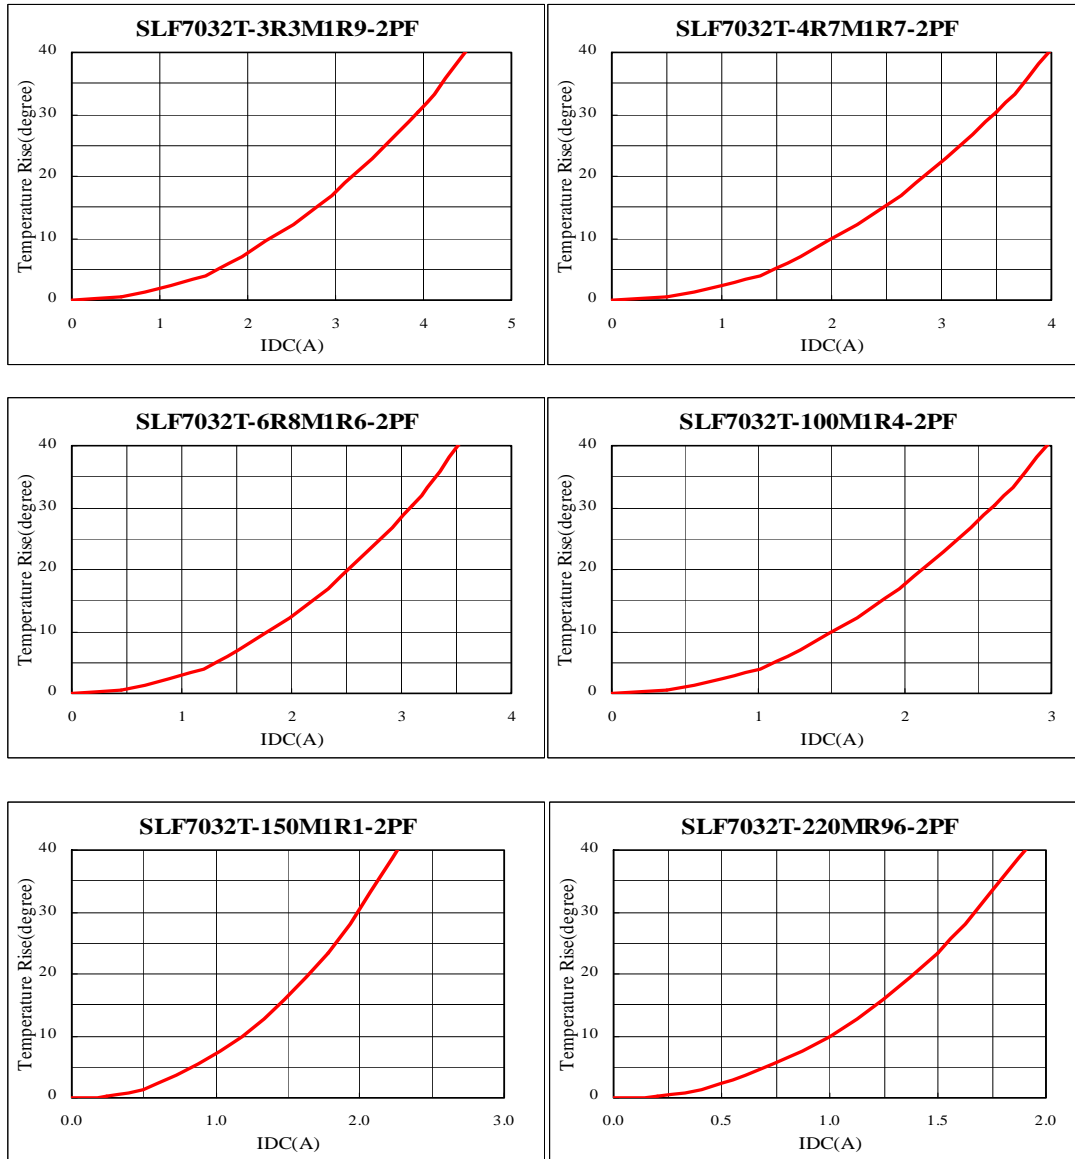 SLF7032T-3R3M1R9-2PF
Temperature Rise(degree)
40
30
20
10
0
0 1 2 3 4 5
IDC(A)
SLF7032T-4R7M1R7-2PF
Temperature Rise(degree)
40
30
20
10
0
0 1 2 3 4
IDC(A)
SLF7032T-6R8M1R6-2PF
Temperature Rise(degree)
40
30
20
10
0
0 1 2 3 4
IDC(A)
SLF7032T-100M1R4-2PF
Temperature Rise(degree)
40
30
20
10
0
0 1 2 3
IDC(A)
SLF7032T-150M1R1-2PF
Temperature Rise(degree)
40
30
20
10
0
0.0 1.0 2.0 3.0
IDC(A)
SLF7032T-220MR96-2PF
Temperature Rise(degree)
40
30
20
10
0
0.0 0.5 1.0 1.5 2.0
IDC(A)